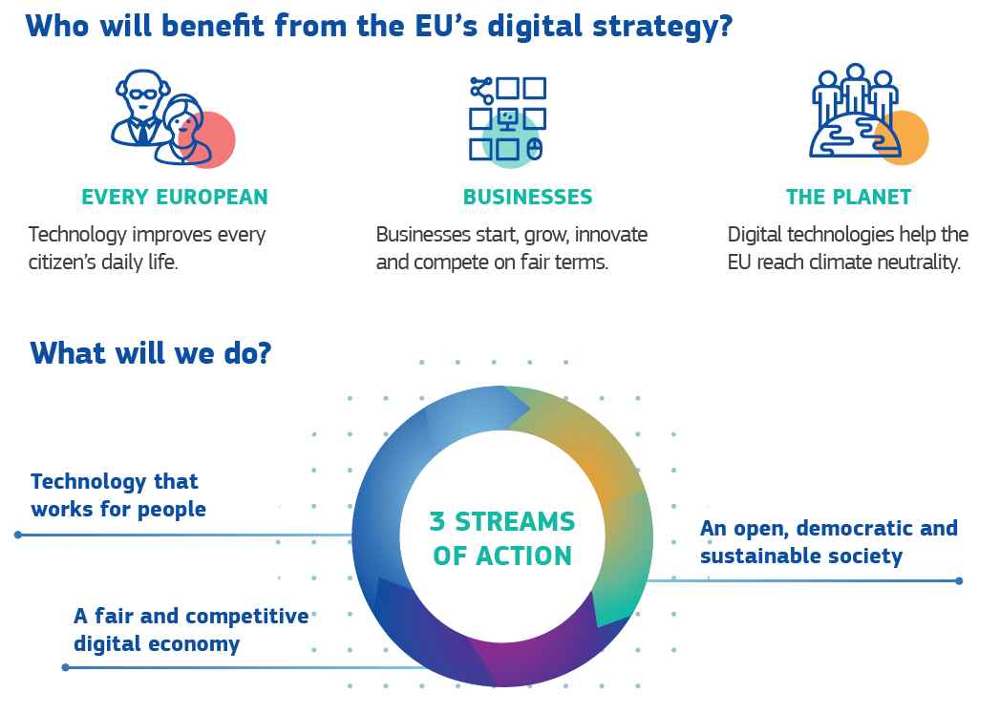 Who will benefit from the EU's digital strategy?
EVERY EUROPEAN
Technology improves every
citizen's daily life.
BUSINESSES
Businesses start, grow, innovate
and compete on fair terms.
THE PLANET
Digital technologies help the
EU reach climate neutrality.
What will we do?
Technology that
works for people
3 STREAMS
OF ACTION
An open, democratic and
sustainable society
A fair and competitive
digital economy